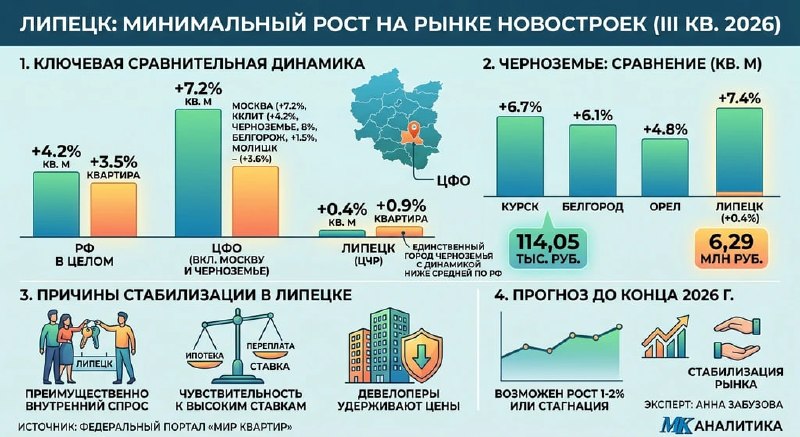 ЛИПЕЦК: МИНИМАЛЬНЫЙ РОСТ НА РЫНКЕ НОВОСТРОЕК (III КВ. 2026)
1. КЛЮЧЕВАЯ СРАВНИТЕЛЬНАЯ ДИНАМИКА
+4.2%
КВ. М
+3.5%
КВАРТИРА
РФ
В ЦЕЛОМ
+7.2%
КВ. М
МОСКВА (+7.2%,
ККЛИТ (+4.2%,
ЧЕРНОЗЕМЬЕ, 8%,
БЕЛГОРОЖ, +1.5%,
МОЛИШК
– (+3.6%)
ЦФО
(ВКЛ. МОСКВУ
И ЧЕРНОЗЕМЬЕ)
ЦФО
+0.4%
КВ. М
+0.9%
КВАРТИРА
ЛИПЕЦК
(ЦЧР)
ЕДИНСТВЕННЫЙ
ГОРОД ЧЕРНОЗЕМЬЯ
С ДИНАМИКОЙ
НИЖЕ СРЕДНЕЙ ПО РФ
2. ЧЕРНОЗЕМЬЕ: СРАВНЕНИЕ (КВ. М)
+6.7%
+6.1%
+4.8%
+7.4%
КУРСК
БЕЛГОРОД
ОРЕЛ
ЛИПЕЦК
(+0.4%)
114,05
ТЫС. РУБ.
6,29
МЛН РУБ.
3. ПРИЧИНЫ СТАБИЛИЗАЦИИ В ЛИПЕЦКЕ
ЛИПЕЦК
ПРЕИМУЩЕСТВЕННО
ВНУТРЕННИЙ СПРОС
ИПОТЕКА
ПЕРЕПЛАТА
СТАВКА
ЧУВСТВИТЕЛЬНОСТЬ
К ВЫСОКИМ СТАВКАМ
ДЕВЕЛОПЕРЫ
УДЕРЖИВАЮТ ЦЕНЫ
4. ПРОГНОЗ ДО КОНЦА 2026 Г.
ВОЗМОЖЕН РОСТ 1-2%
ИЛИ СТАГНАЦИЯ
СТАБИЛИЗАЦИЯ
РЫНКА
ЭКСПЕРТ: АННА ЗАБУЗОВА
ИСТОЧНИК: ФЕДЕРАЛЬНЫЙ ПОРТАЛ «МИР КВАРТИР»
МК АНАЛИТИКА